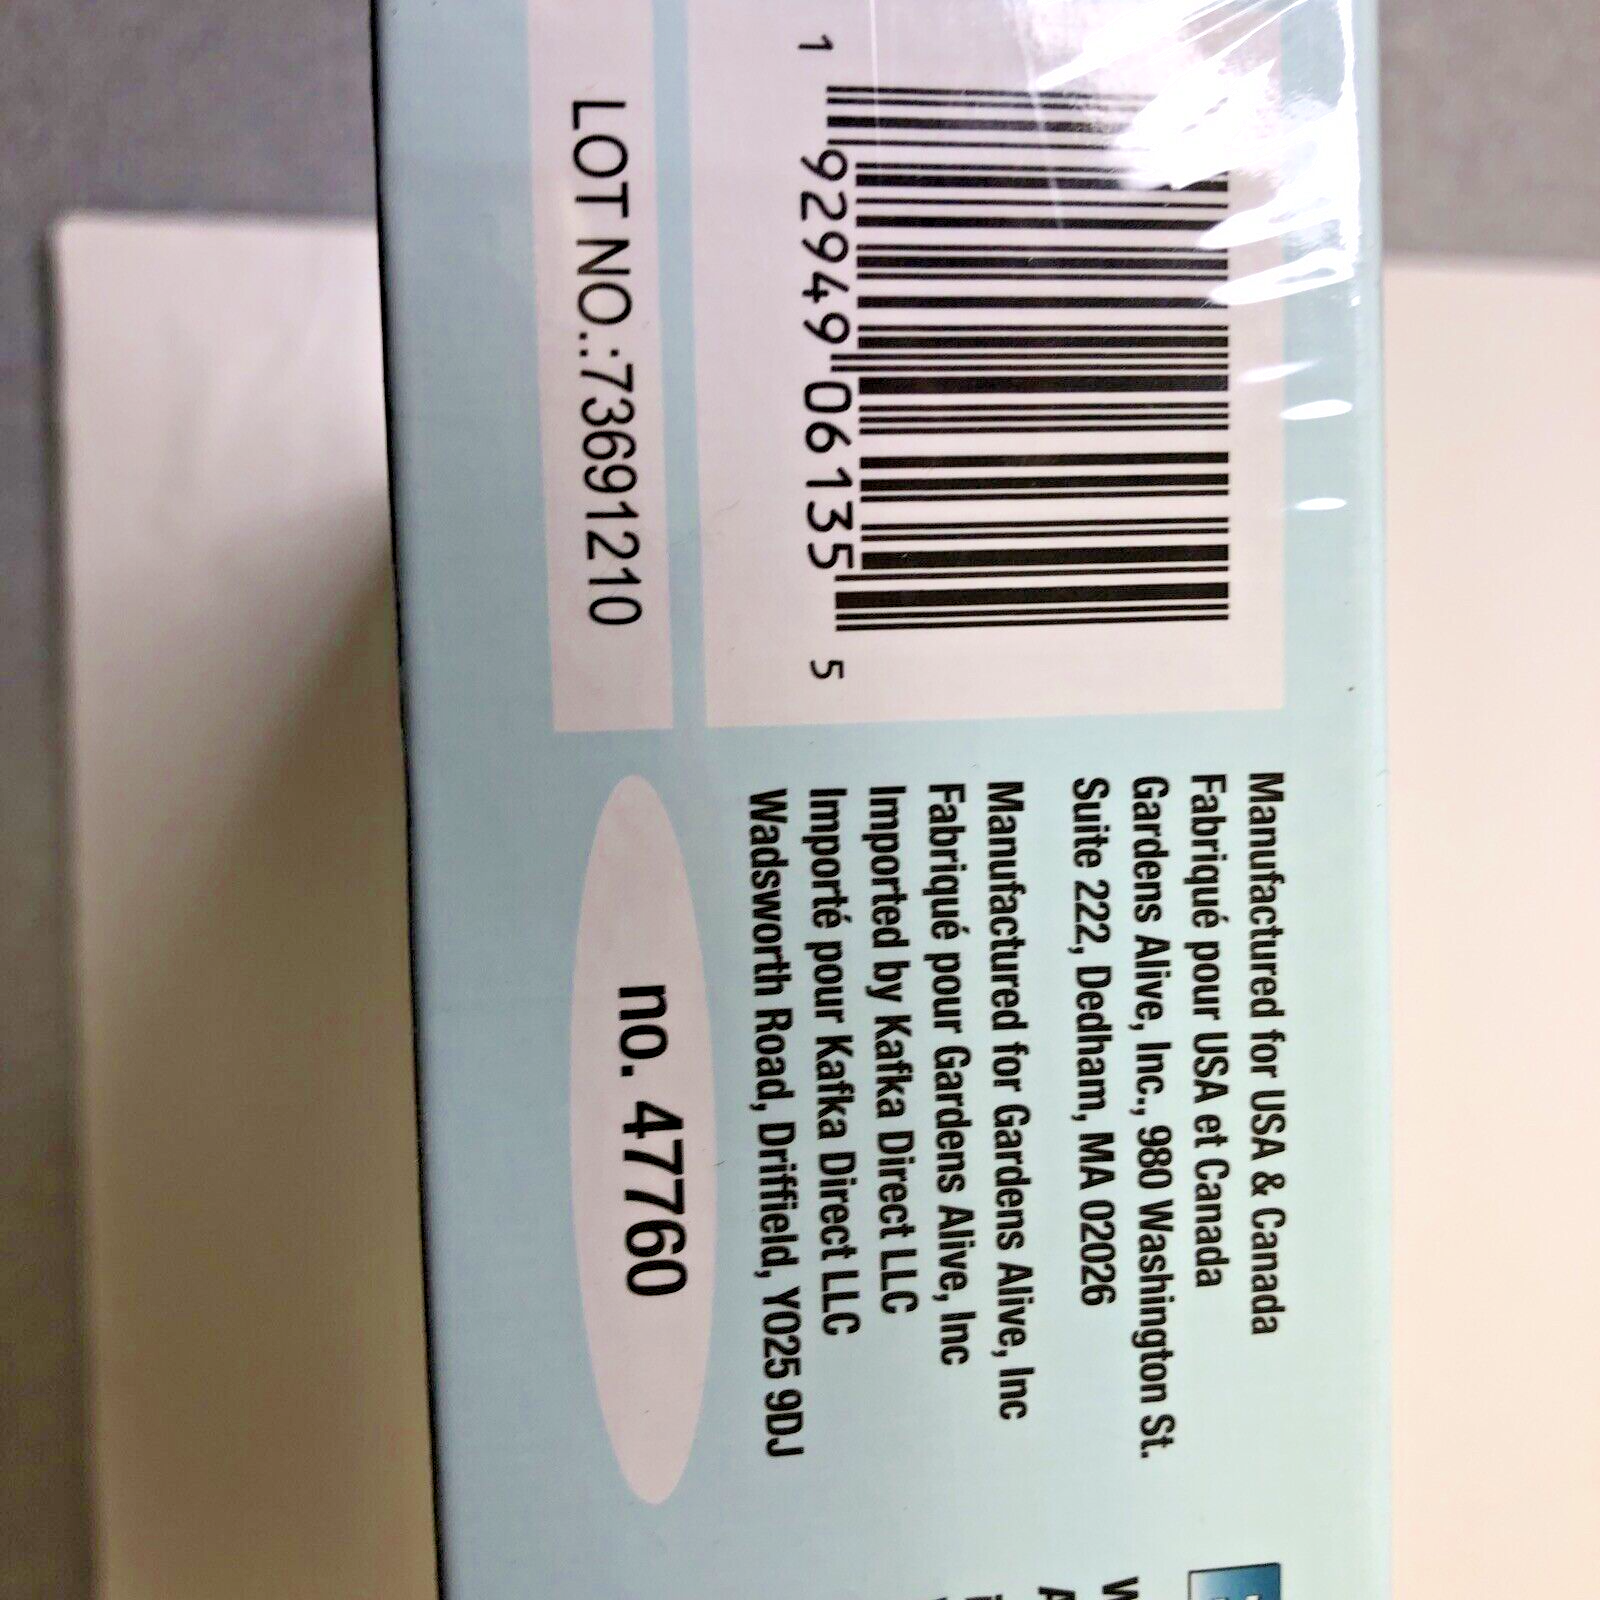 1 92949 06135 5
LOT NO.:73691210
Manufactured for USA & Canada
Fabriqué pour USA et Canada
Gardens Alive, Inc., 980 Washington St.
Suite 222, Dedham, MA 02026
Manufactured for Gardens Alive, Inc
Fabriqué pour Gardens Alive, Inc
Imported by Kafka Direct LLC
Importé pour Kafka Direct LLC
Wadsworth Road, Driffield, YO25 9DJ
no. 47760